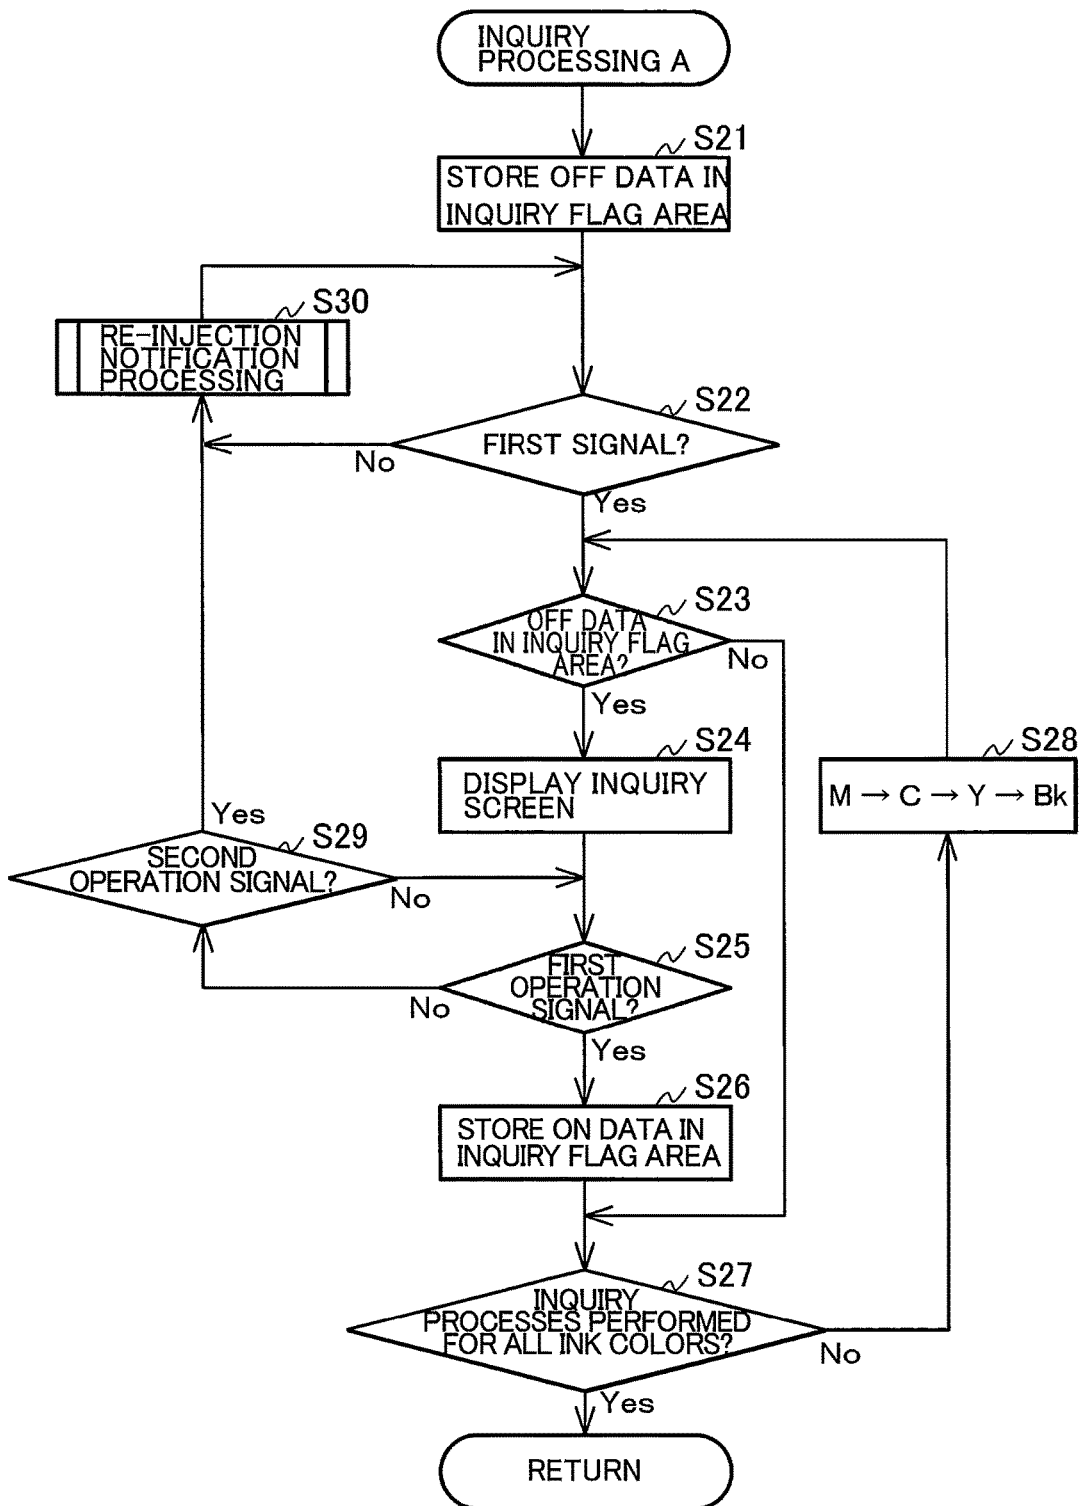 INQUIRY
PROCESSING A
S21
STORE OFF DATA IN
INQUIRY FLAG AREA
S30
RE-INJECTION
NOTIFICATION
PROCESSING
S22
FIRST SIGNAL?
No
Yes
S23
OFF DATA
IN INQUIRY FLAG
AREA?
No
Yes
S24
DISPLAY INQUIRY
SCREEN
S28
M → C → Y → Bk
Yes
S29
SECOND
OPERATION SIGNAL?
No
S25
FIRST
OPERATION
SIGNAL?
No
Yes
S26
STORE ON DATA IN
INQUIRY FLAG AREA
S27
INQUIRY
PROCESSES PERFORMED
FOR ALL INK COLORS?
No
Yes
RETURN